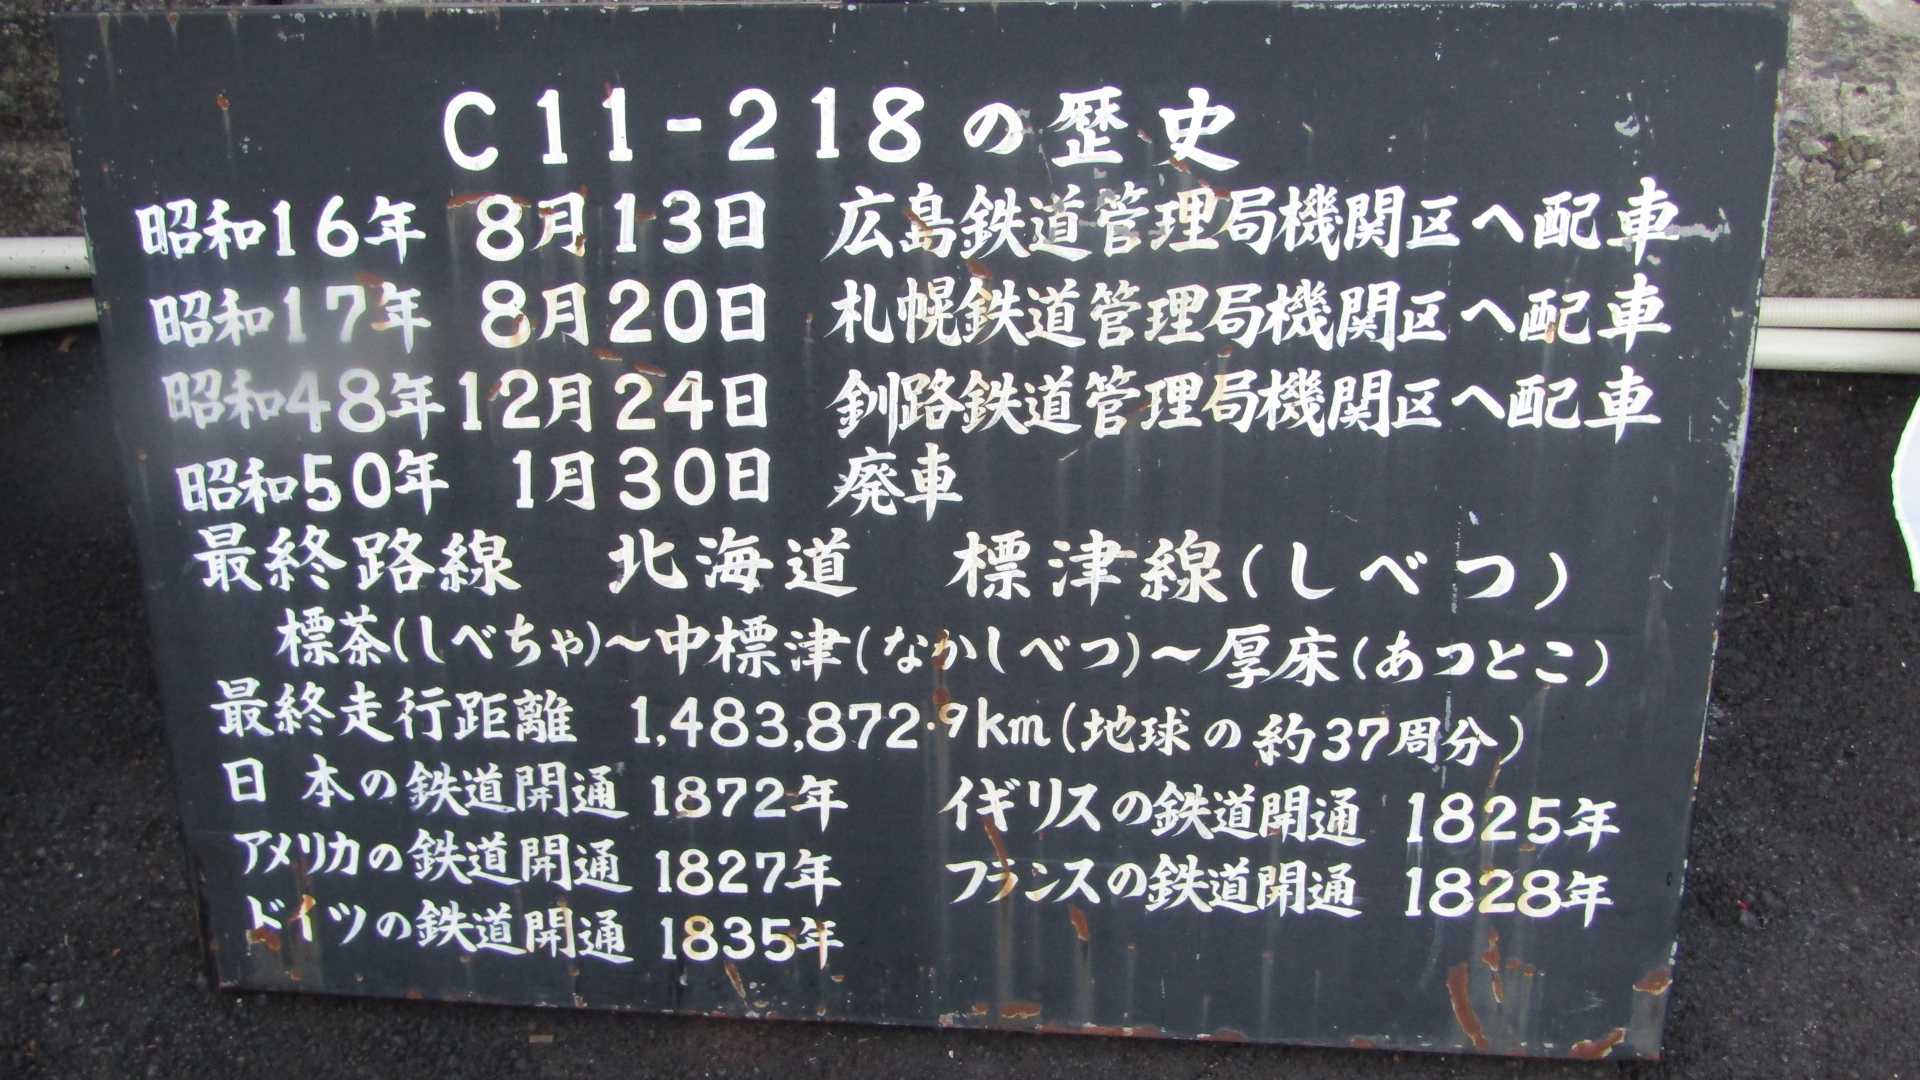 C11-218の歴史
昭和16年 8月13日 広島鉄道管理局機関区へ配車
昭和17年 8月20日 札幌鉄道管理局機関区へ配車
昭和48年12月24日 釧路鉄道管理局機関区へ配車
昭和50年 1月30日 廃車
最終路線 北海道 標津線(しべつ)
標茶(しべちゃ)~中標津(なかしべつ)~厚床(あつとこ)
最終走行距離 1,483,872.9km(地球の約37周分)
日本の鉄道開通 1872年 イギリスの鉄道開通 1825年
アメリカの鉄道開通 1827年 フランスの鉄道開通 1828年
ドイツの鉄道開通 1835年